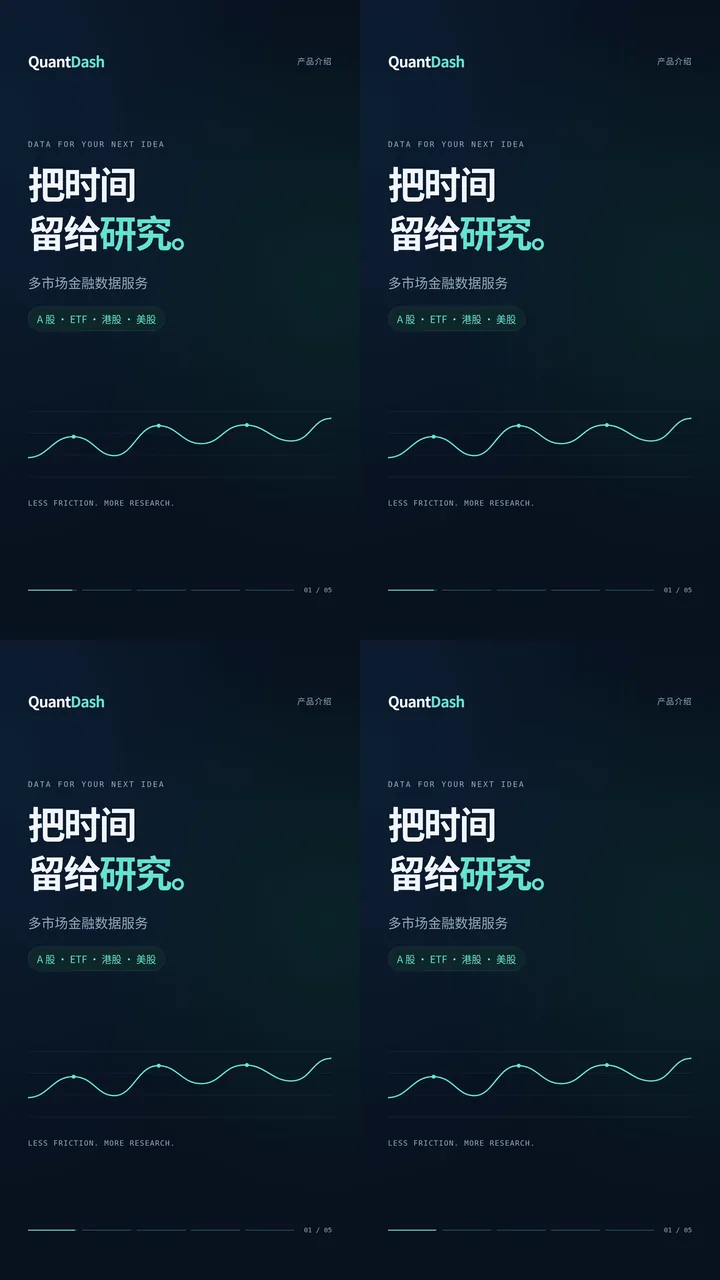 QuantDash
产品介绍
DATA FOR YOUR NEXT IDEA
把时间
留给研究。
多市场金融数据服务
A 股 · ETF · 港股 · 美股
LESS FRICTION. MORE RESEARCH.
01 / 05
QuantDash
产品介绍
DATA FOR YOUR NEXT IDEA
把时间
留给研究。
多市场金融数据服务
A 股 · ETF · 港股 · 美股
LESS FRICTION. MORE RESEARCH.
01 / 05
QuantDash
产品介绍
DATA FOR YOUR NEXT IDEA
把时间
留给研究。
多市场金融数据服务
A 股 · ETF · 港股 · 美股
LESS FRICTION. MORE RESEARCH.
01 / 05
QuantDash
产品介绍
DATA FOR YOUR NEXT IDEA
把时间
留给研究。
多市场金融数据服务
A 股 · ETF · 港股 · 美股
LESS FRICTION. MORE RESEARCH.
01 / 05